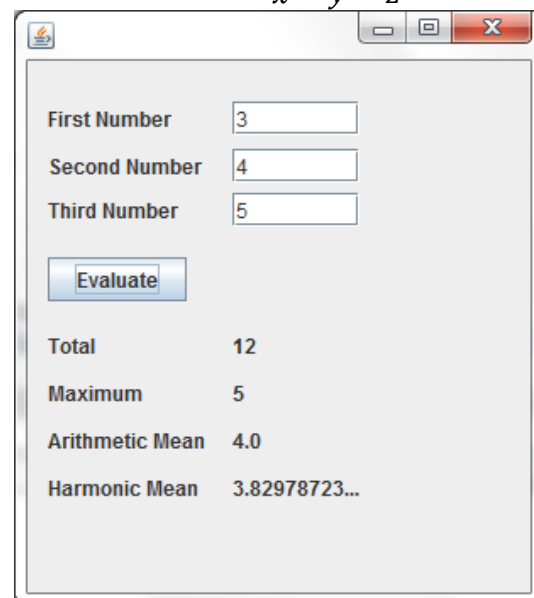 First Number 3
Second Number 4
Third Number 5
Evaluate
Total 12
Maximum 5
Arithmetic Mean 4.0
Harmonic Mean 3.82978723...